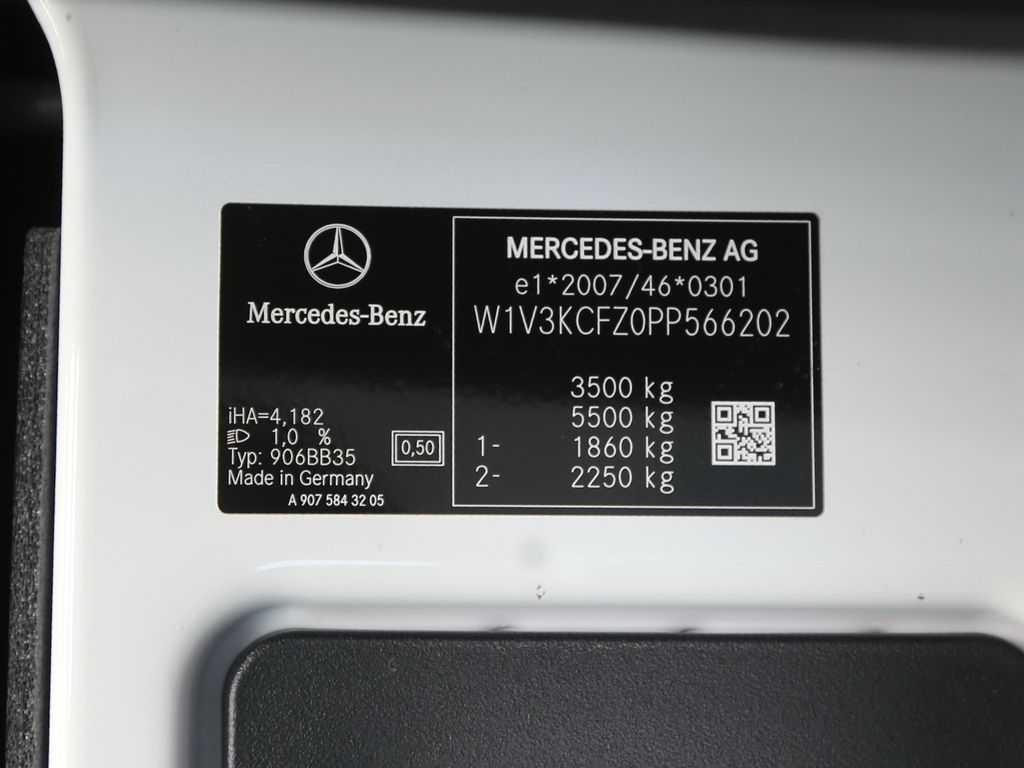 Mercedes-Benz
iHA=4,182
1,0 %
Typ: 906BB35
Made in Germany
A 907 584 32 05
0,50
MERCEDES-BENZ AG
e1*2007/46*0301
W1V3KCFZ0PP566202
3500 kg
5500 kg
1- 1860 kg
2- 2250 kg